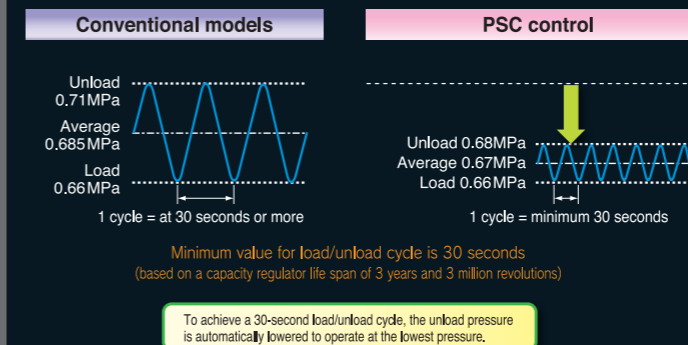 Conventional models
Unload
0.71MPa
Average
0.685MPa
Load
0.66MPa
1 cycle = at 30 seconds or more
PSC control
Unload 0.68MPa
Average 0.67MPa
Load 0.66MPa
1 cycle = minimum 30 seconds
Minimum value for load/unload cycle is 30 seconds
(based on a capacity regulator life span of 3 years and 3 million revolutions)
To achieve a 30-second load/unload cycle, the unload pressure
is automatically lowered to operate at the lowest pressure.